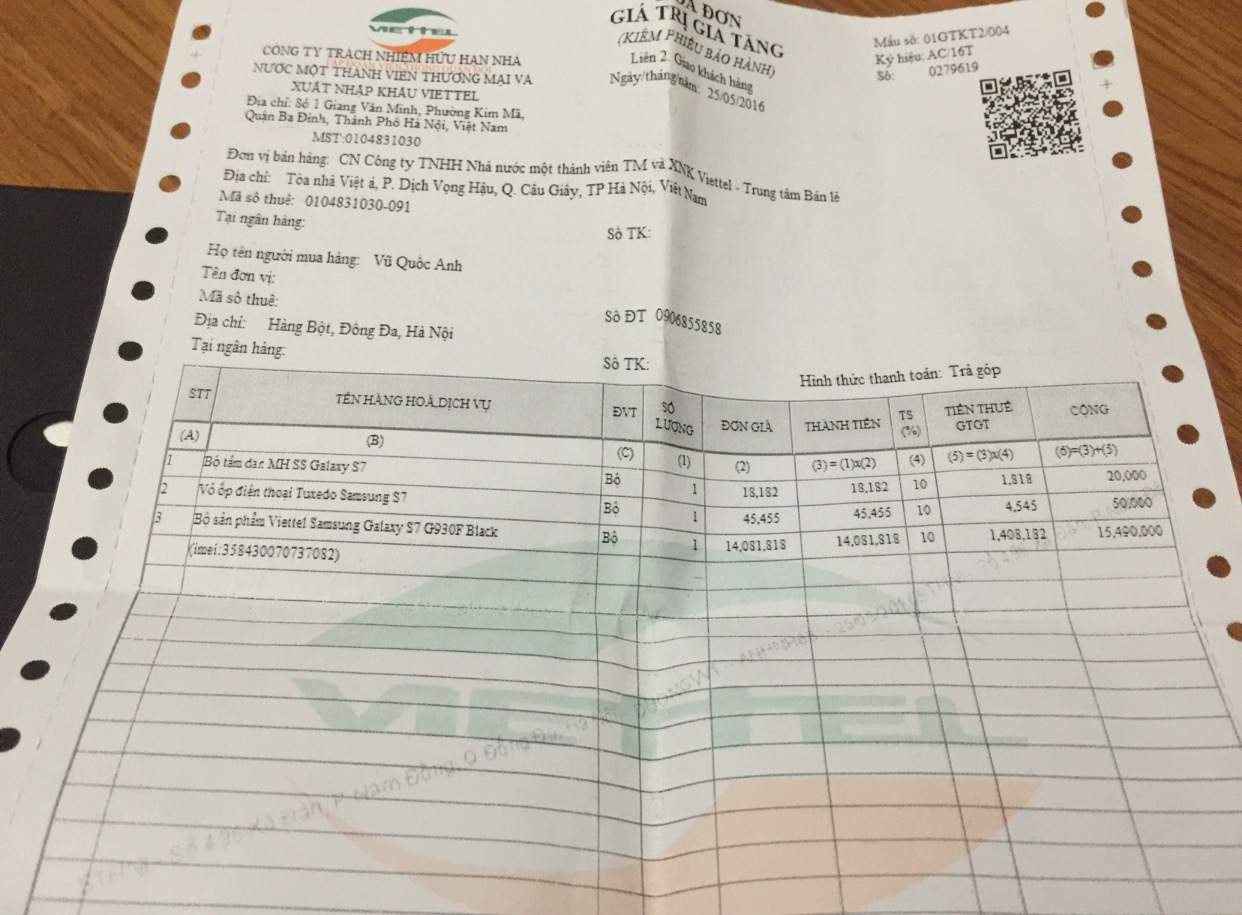 VIETTEL
TẬP ĐOÀN VIỄN THÔNG QUÂN ĐỘI
CÔNG TY TRÁCH NHIỆM HỮU HẠN NHÀ
NƯỚC MỘT THÀNH VIÊN THƯƠNG MẠI VÀ
XUẤT NHẬP KHẨU VIETTEL
Địa chỉ: Số 1 Giang Văn Minh, Phường Kim Mã,
Quận Ba Đình, Thành Phố Hà Nội, Việt Nam
MST:0104831030
HÓA ĐƠN
GIÁ TRỊ GIA TĂNG
(KIÊM PHIẾU BẢO HÀNH)
Liên 2: Giao khách hàng
Ngày/tháng/năm: 25/05/2016
Mẫu số: 01GTKT2/004
Ký hiệu: AC/16T
Số: 0279619
Đơn vị bán hàng: CN Công ty TNHH Nhà nước một thành viên TM và XNK Viettel - Trung tâm Bán lẻ
Địa chỉ: Tòa nhà Việt á, P. Dịch Vọng Hậu, Q. Cầu Giấy, TP Hà Nội, Việt Nam
Mã số thuế: 0104831030-091
Tại ngân hàng: Số TK:
Họ tên người mua hàng: Vũ Quốc Anh
Tên đơn vị:
Mã số thuế: Số ĐT 0906855858
Địa chỉ: Hàng Bột, Đống Đa, Hà Nội
Tại ngân hàng: Số TK: Hình thức thanh toán: Trả góp
STT TÊN HÀNG HOÁ,DỊCH VỤ ĐVT SỐ LƯỢNG ĐƠN GIÁ THÀNH TIỀN TS (%) TIỀN THUẾ GTGT CỘNG
(A) (B) (C) (1) (2) (3) = (1)x(2) (4) (5) = (3)x(4) (6)=(3)+(5)
1 Bộ tấm dán MH SS Galaxy S7 Bộ 1 18,182 18,182 10 1,818 20,000
2 Vỏ ốp điện thoại Tuxedo Samsung S7 Bộ 1 45,455 45,455 10 4,545 50,000
3 Bộ sản phẩm Viettel Samsung Galaxy S7 G930F Black Bộ 1 14,081,818 14,081,818 10 1,408,182 15,490,000
(imei:358430070737082)
VIETTEL